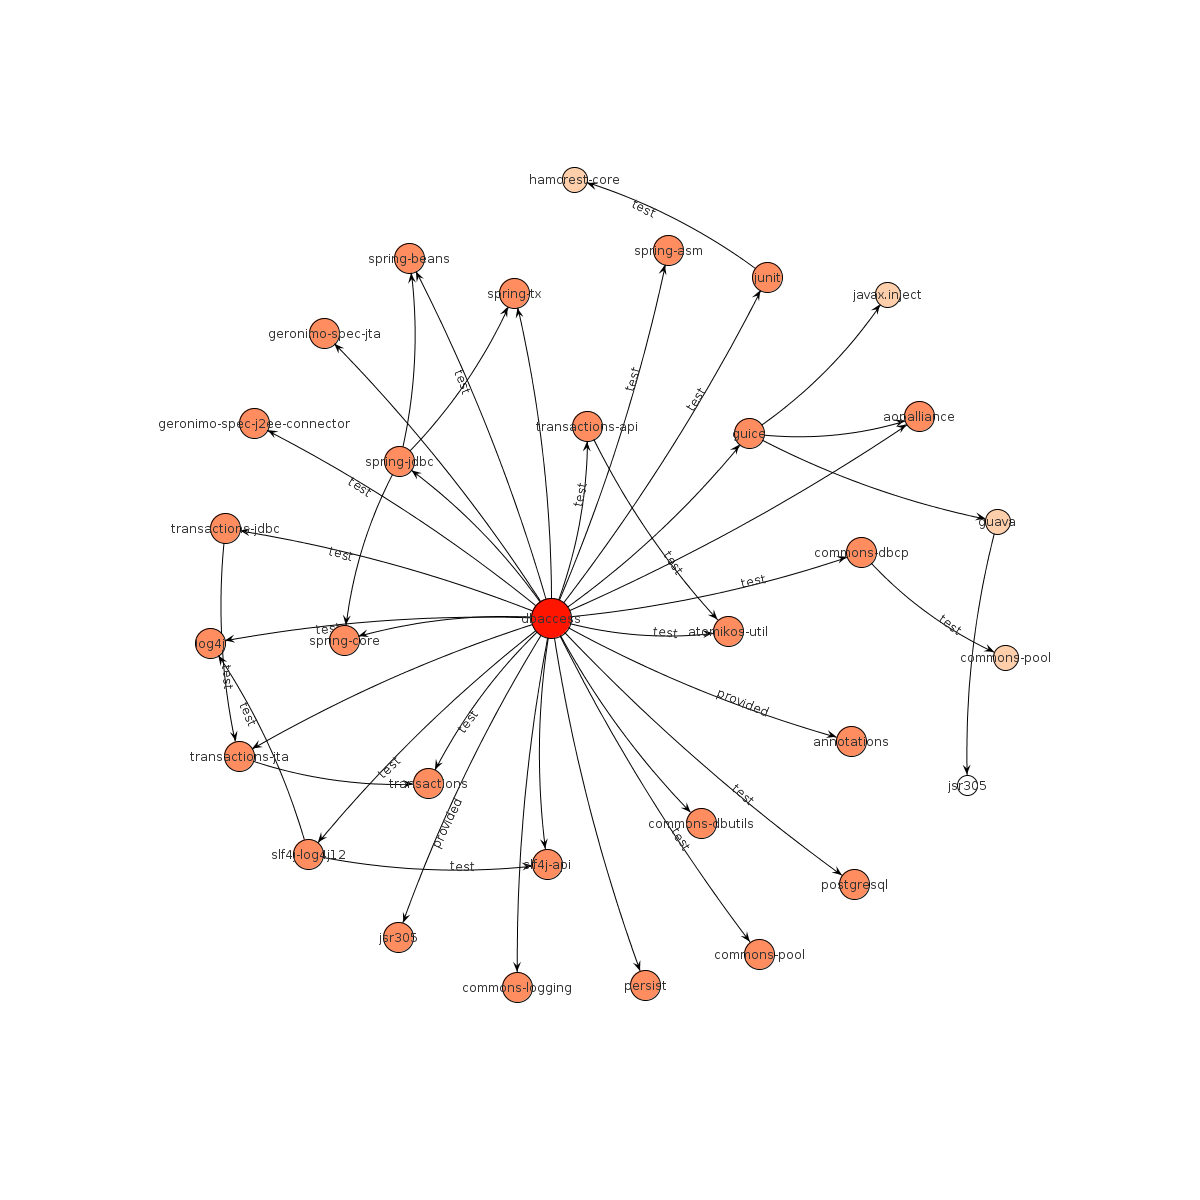 hamcrest-core
test
spring-asm
spring-beans
junit
spring-tx
javax.inject
geronimo-spec-jta
test
test
test
aopalliance
geronimo-spec-j2ee-connector
transactions-api
guice
spring-jdbc
test
test
guava
transactions-jdbc
test
commons-dbcp
test
test
dbaccess
test
test
atomikos-util
test
log4j
spring-core
commons-pool
test
provided
test
test
annotations
transactions-jta
test
transactions
jsr305
test
provided
commons-dbutils
test
slf4j-log4j12
test
slf4j-api
postgresql
jsr305
commons-pool
commons-logging
persist